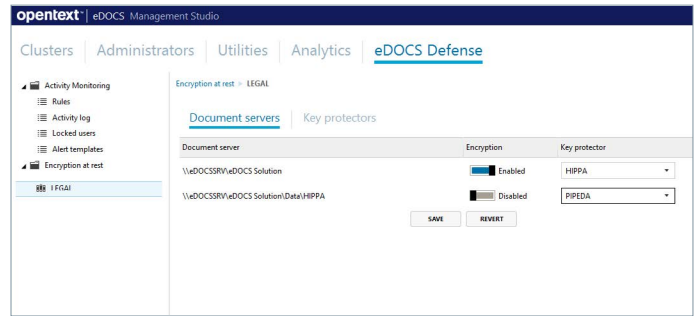 opentext™ | eDOCS Management Studio
Clusters Administrators Utilities Analytics eDOCS Defense
Activity Monitoring
Rules
Activity log
Locked users
Alert templates
Encryption at rest
LEGAL
Encryption at rest > LEGAL
Document servers Key protectors
Document server Encryption Key protector
\\eDOCSSRV\eDOCS Solution Enabled HIPPA
\\eDOCSSRV\eDOCS Solution\Data\HIPPA Disabled PIPEDA
SAVE REVERT